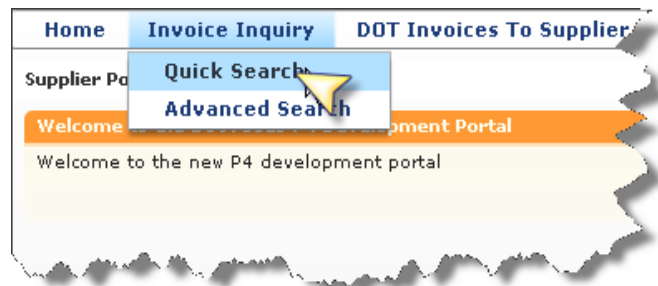 Home Invoice Inquiry DOT Invoices To Supplier
Quick Search
Supplier Po
Advanced Search
Welcome Portal
Welcome to the new P4 development portal